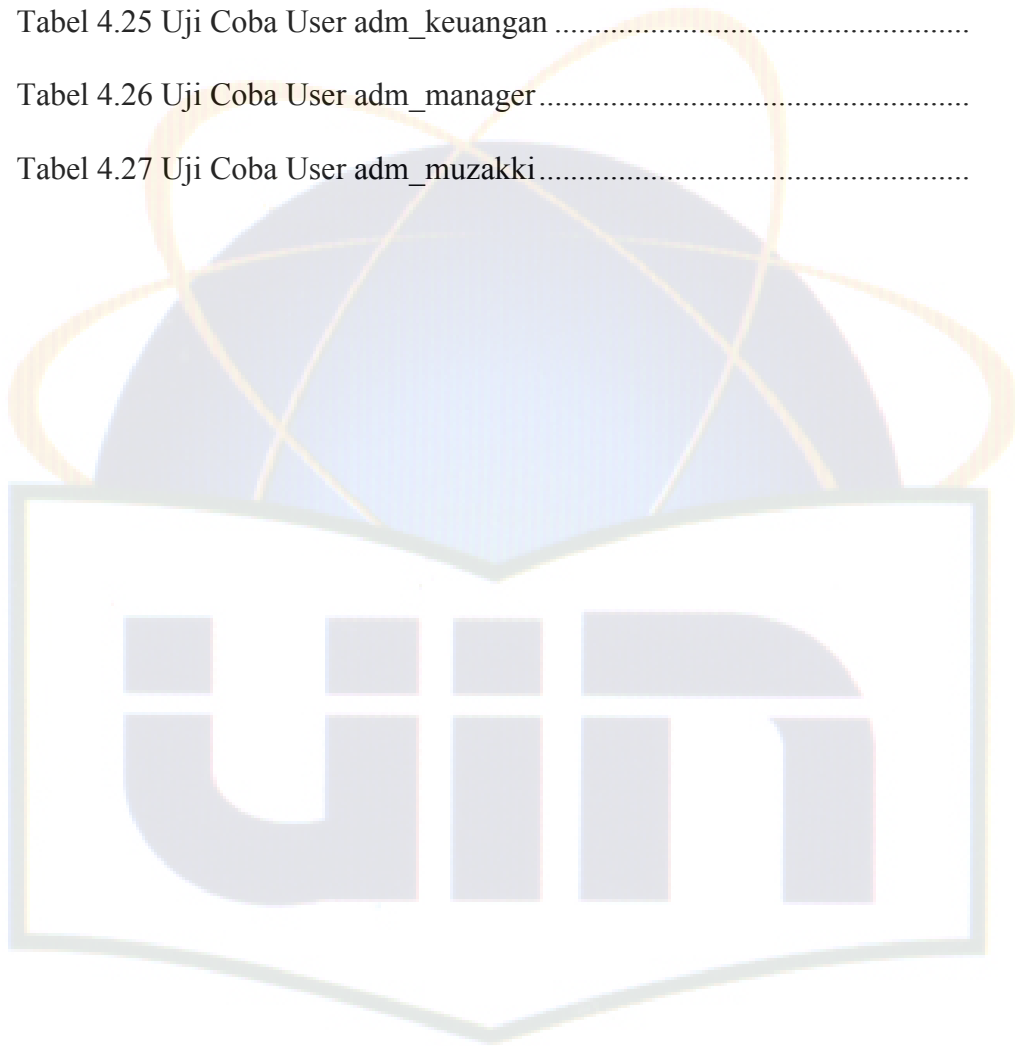 Tabel 4.25 Uji Coba User adm_keuangan ....................................................
Tabel 4.26 Uji Coba User adm_manager......................................................
Tabel 4.27 Uji Coba User adm_muzakki......................................................
uin